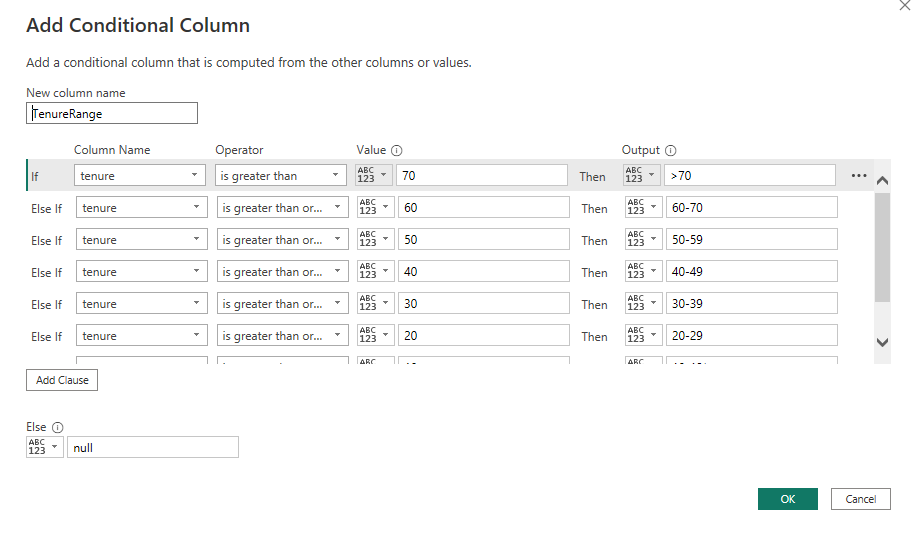 Add Conditional Column
Add a conditional column that is computed from the other columns or values.
New column name
TenureRange
Column Name Operator Value Output
If tenure is greater than ABC 123 70 Then ABC 123 >70 ...
Else If tenure is greater than or... ABC 123 60 Then ABC 123 60-70
Else If tenure is greater than or... ABC 123 50 Then ABC 123 50-59
Else If tenure is greater than or... ABC 123 40 Then ABC 123 40-49
Else If tenure is greater than or... ABC 123 30 Then ABC 123 30-39
Else If tenure is greater than or... ABC 123 20 Then ABC 123 20-29
ABC ABC
Add Clause
Else
ABC 123 null
OK Cancel